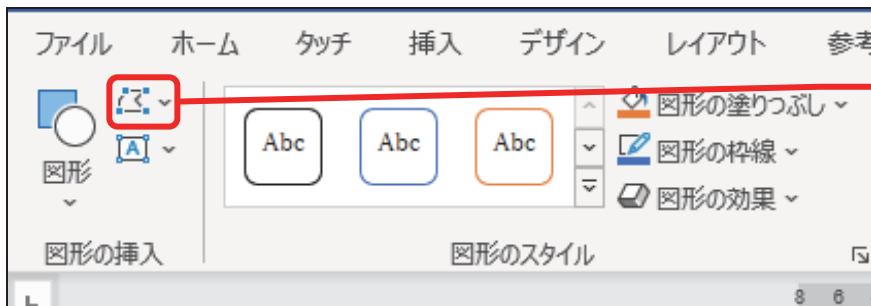 ファイル ホーム タッチ 挿入 デザイン レイアウト 参考
図形の塗りつぶし
Abc Abc Abc
図形の枠線
図形
図形の効果
図形の挿入 図形のスタイル
8 6